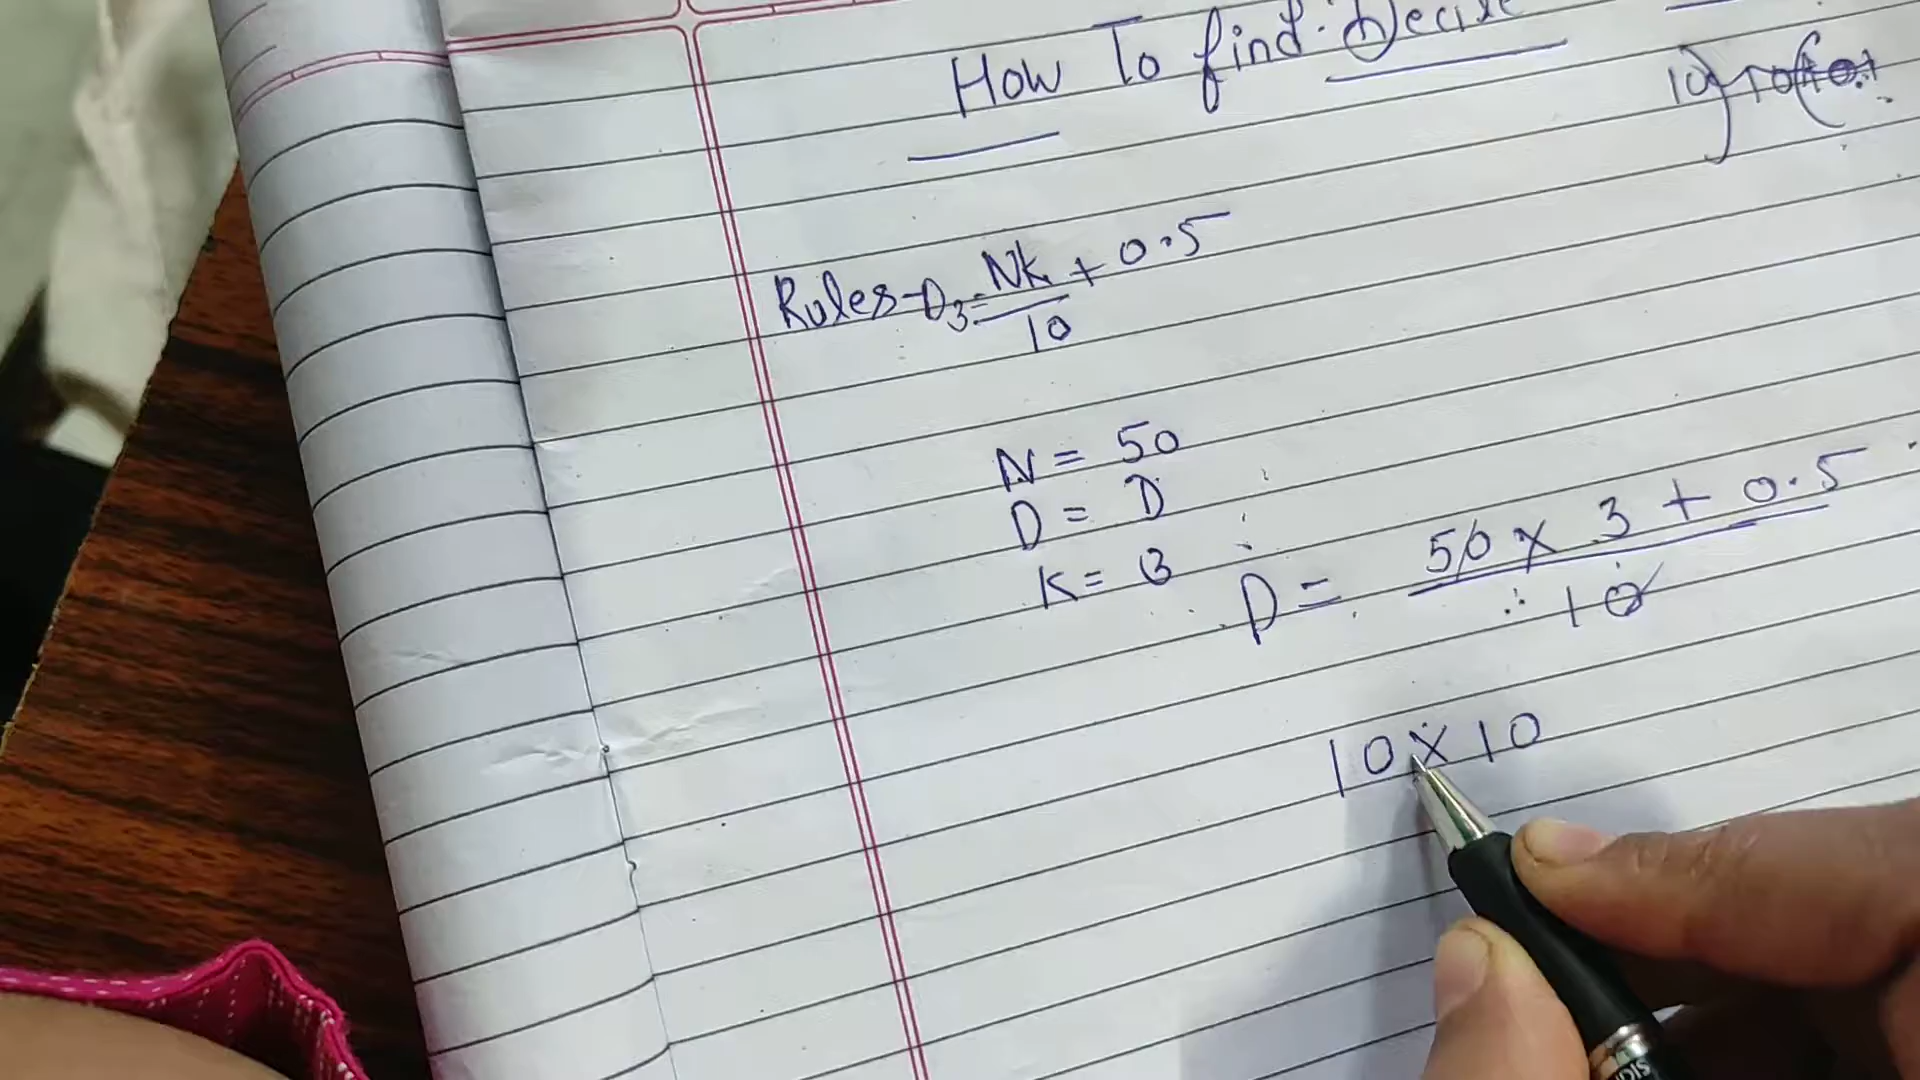 How To find Decile
Rules- D3 = Nk/10 + 0.5
N = 50
D = D
K = 3
D = 50 x 3 + 0.5 / 10
10 x 10